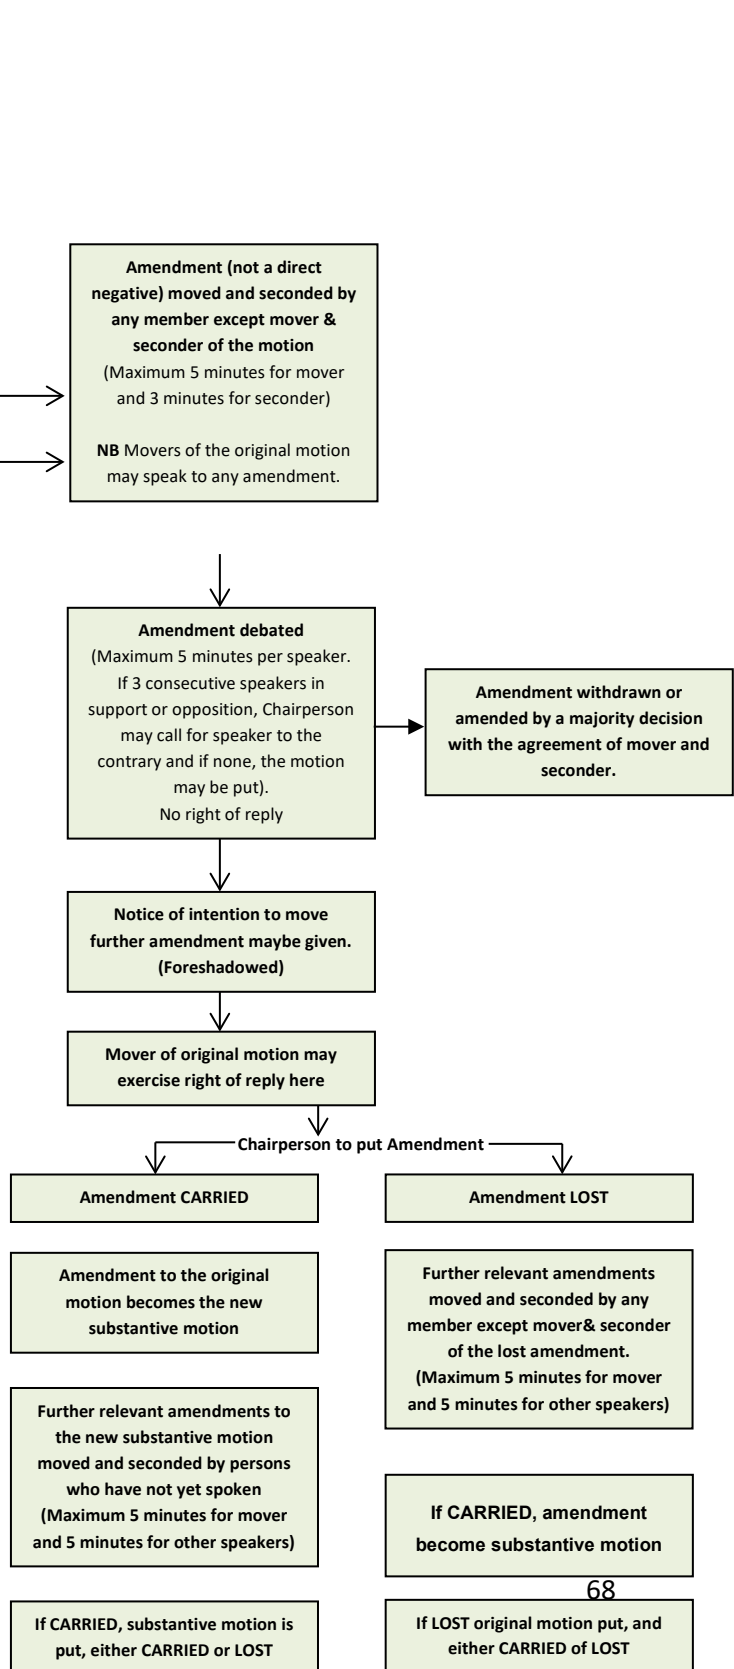 Amendment (not a direct
negative) moved and seconded by
any member except mover &
seconder of the motion
(Maximum 5 minutes for mover
and 3 minutes for seconder)
NB Movers of the original motion
may speak to any amendment.
Amendment debated
(Maximum 5 minutes per speaker.
If 3 consecutive speakers in
support or opposition, Chairperson
may call for speaker to the
contrary and if none, the motion
may be put).
No right of reply
Amendment withdrawn or
amended by a majority decision
with the agreement of mover and
seconder.
Notice of intention to move
further amendment maybe given.
(Foreshadowed)
Mover of original motion may
exercise right of reply here
Chairperson to put Amendment
Amendment CARRIED
Amendment to the original
motion becomes the new
substantive motion
Further relevant amendments to
the new substantive motion
moved and seconded by persons
who have not yet spoken
(Maximum 5 minutes for mover
and 5 minutes for other speakers)
If CARRIED, substantive motion is
put, either CARRIED or LOST
Amendment LOST
Further relevant amendments
moved and seconded by any
member except mover& seconder
of the lost amendment.
(Maximum 5 minutes for mover
and 5 minutes for other speakers)
If CARRIED, amendment
become substantive motion
68
If LOST original motion put, and
either CARRIED of LOST